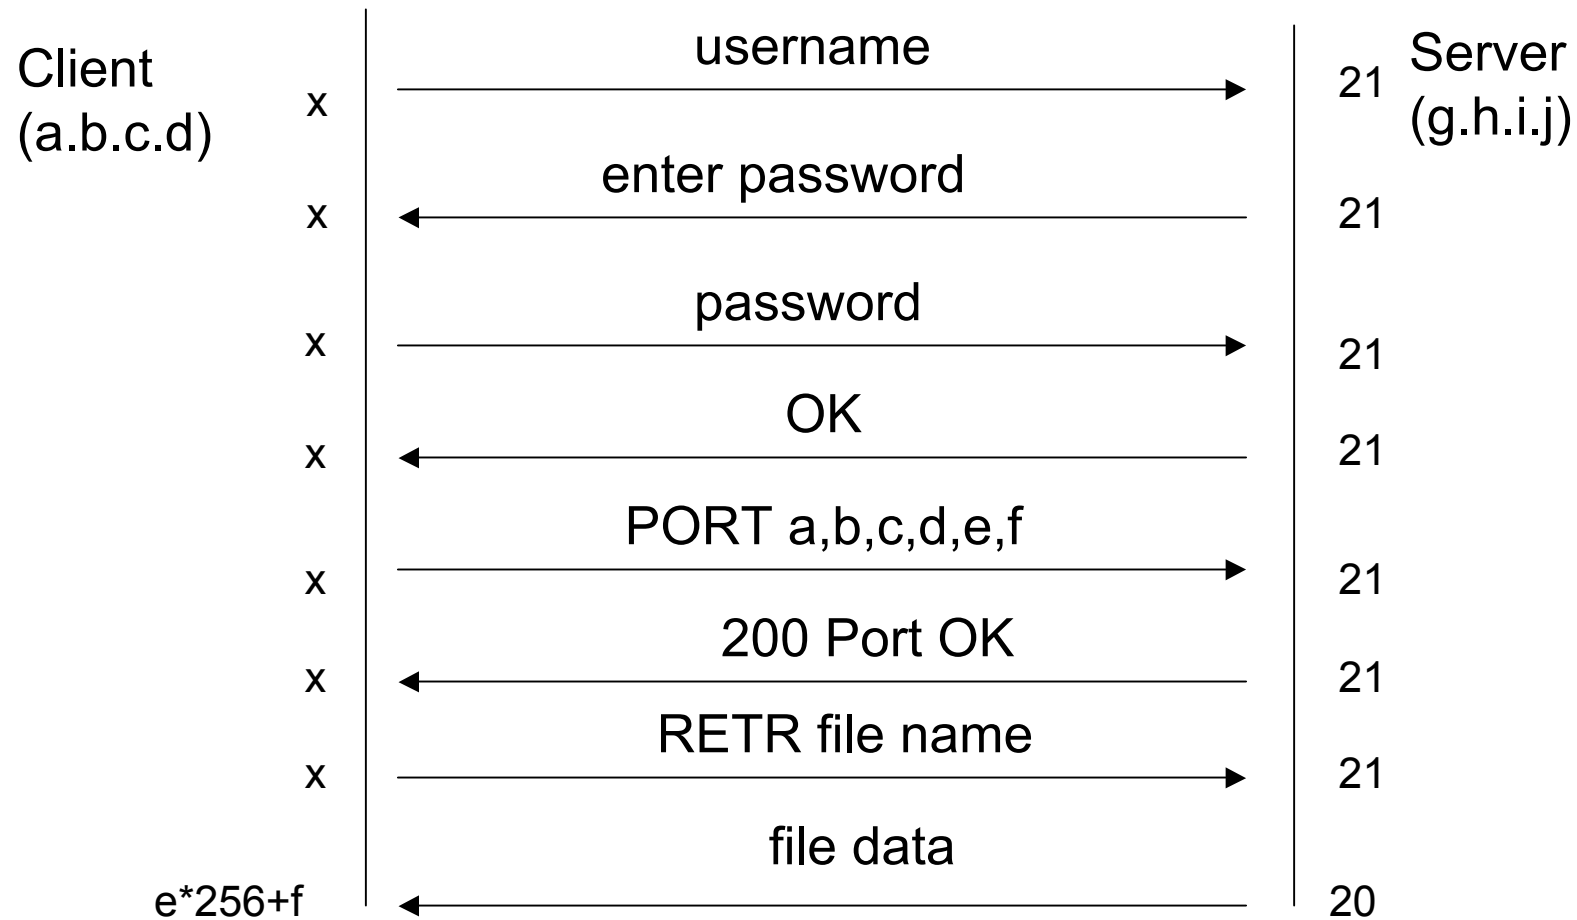 Client
(a.b.c.d)
username
Server
(g.h.i.j)
x
21
enter password
x
21
password
x
21
OK
x
21
PORT a,b,c,d,e,f
x
21
200 Port OK
x
21
RETR file name
x
21
file data
e*256+f
20